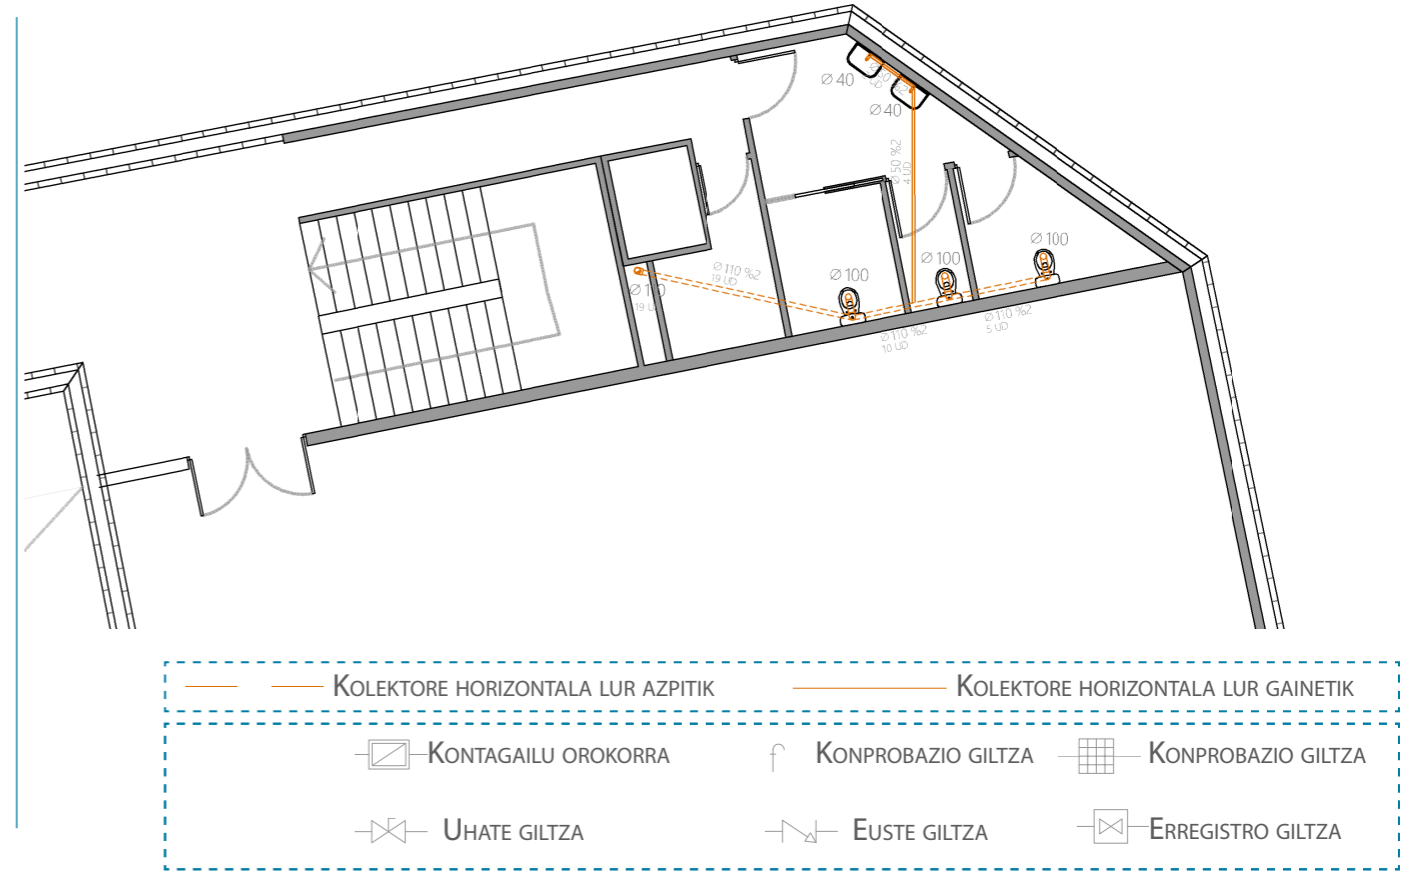 Ø 40
Ø 40
Ø 50 %2
4 UD
Ø 100
Ø 100
Ø 100
Ø 110 %2
19 UD
19 UD
Ø 110 %2
10 UD
Ø 110 %2
5 UD
KOLEKTORE HORIZONTALA LUR AZPITIK
KOLEKTORE HORIZONTALA LUR GAINETIK
KONTAGAILU OROKORRA
KONPROBAZIO GILTZA
KONPROBAZIO GILTZA
UHATE GILTZA
EUSTE GILTZA
ERREGISTRO GILTZA